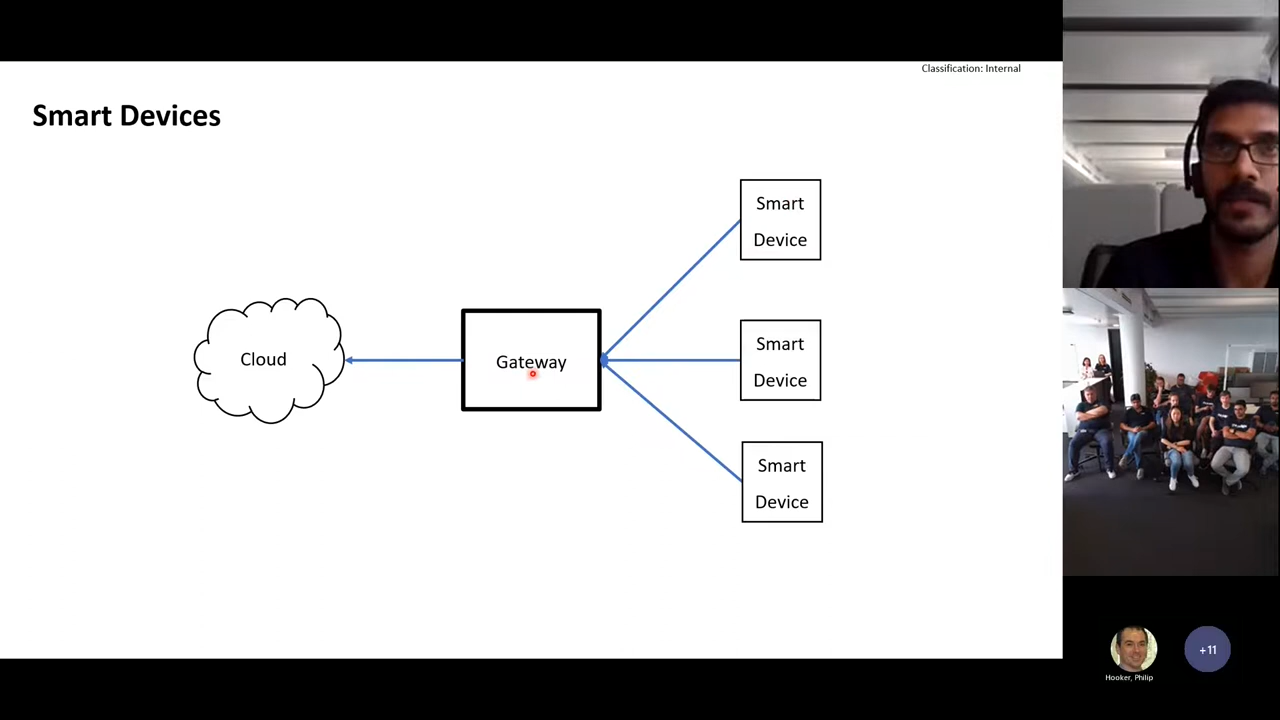 Classification: Internal
Smart Devices
Smart
Device
Cloud
Gateway
Smart
Device
Smart
Device
Hooker, Philip
+11